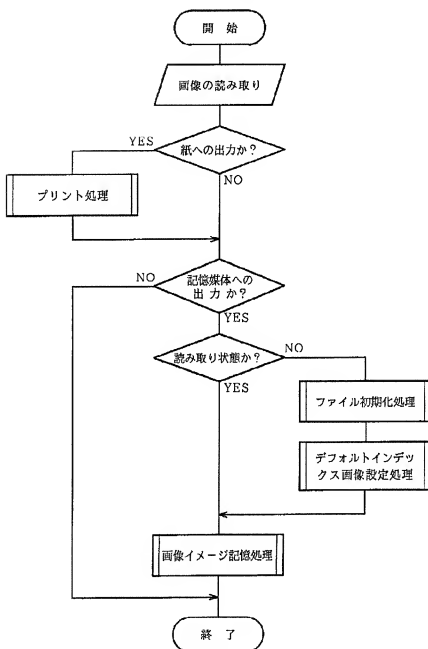 開 始
画像の読み取り
紙への出力か？
YES
NO
プリント処理
記憶媒体への
出 力 か？
NO
YES
読み取り状態か？
NO
YES
ファイル初期化処理
デフォルトインデッ
クス画像設定処理
画像イメージ記憶処理
終 了